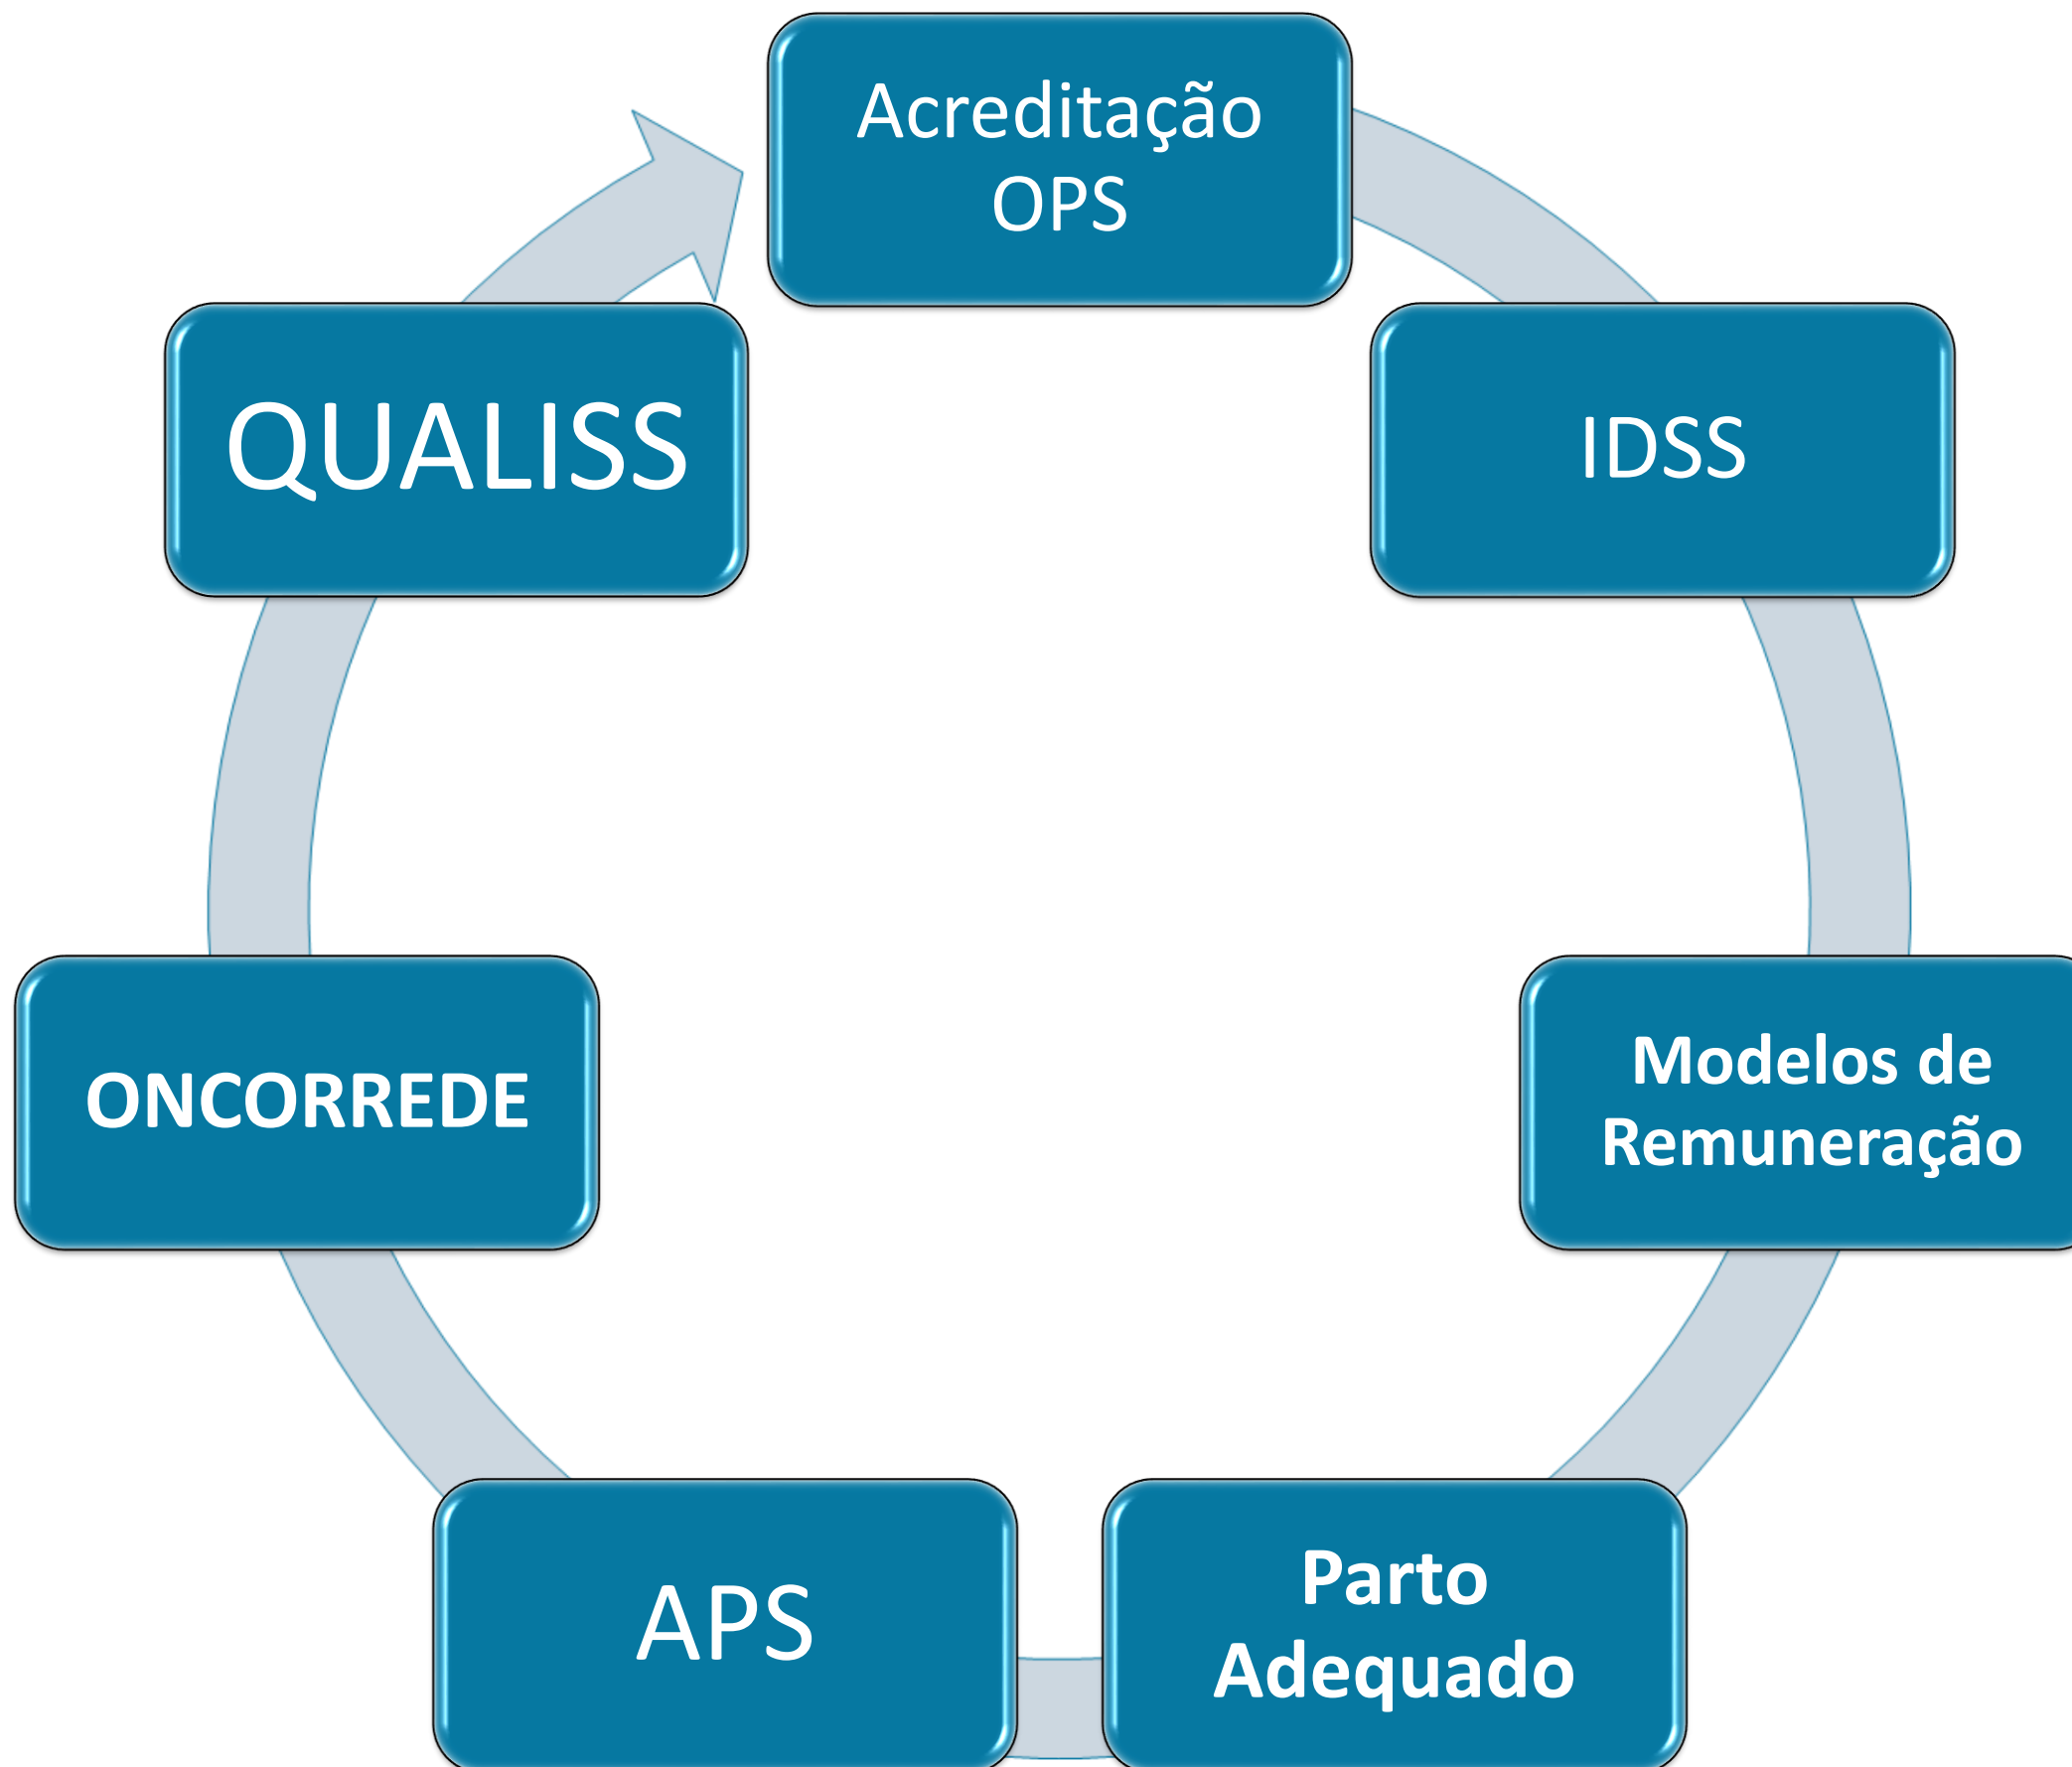 Acreditação
OPS
IDSS
Modelos de
Remuneração
Parto
Adequado
APS
ONCORREDE
QUALISS